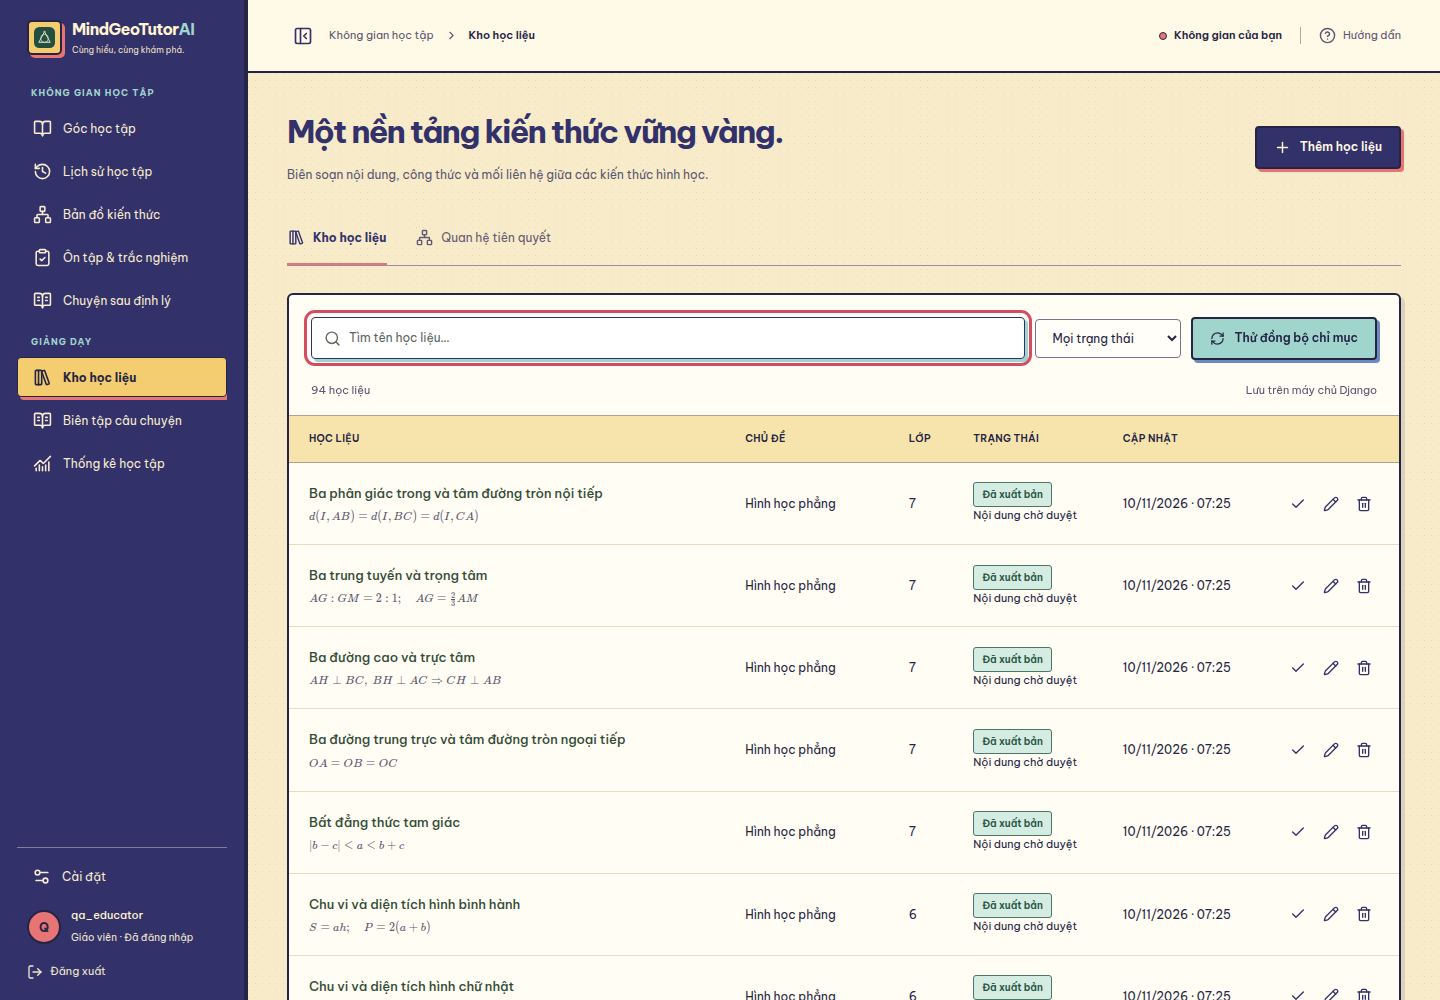 MindGeoTutorAI
Cùng hiểu, cùng khám phá.
KHÔNG GIAN HỌC TẬP
Góc học tập
Lịch sử học tập
Bản đồ kiến thức
Ôn tập & trắc nghiệm
Chuyện sau định lý
GIẢNG DẠY
Kho học liệu
Biên tập câu chuyện
Thống kê học tập
Cài đặt
Q
qa_educator
Giáo viên · Đã đăng nhập
Đăng xuất
Không gian học tập > Kho học liệu
Không gian của bạn
Hướng dẫn
Một nền tảng kiến thức vững vàng.
Biên soạn nội dung, công thức và mối liên hệ giữa các kiến thức hình học.
Thêm học liệu
Kho học liệu
Quan hệ tiên quyết
Tìm tên học liệu...
Mọi trạng thái
Thử đồng bộ chỉ mục
94 học liệu
Lưu trên máy chủ Django
HỌC LIỆU CHỦ ĐỀ LỚP TRẠNG THÁI CẬP NHẬT
Ba phân giác trong và tâm đường tròn nội tiếp
d(I, AB) = d(I, BC) = d(I, CA)
Hình học phẳng
7
Đã xuất bản
Nội dung chờ duyệt
10/11/2026 · 07:25
Ba trung tuyến và trọng tâm
AG : GM = 2 : 1; AG = 2/3 AM
Hình học phẳng
7
Đã xuất bản
Nội dung chờ duyệt
10/11/2026 · 07:25
Ba đường cao và trực tâm
AH ⊥ BC, BH ⊥ AC ⇒ CH ⊥ AB
Hình học phẳng
7
Đã xuất bản
Nội dung chờ duyệt
10/11/2026 · 07:25
Ba đường trung trực và tâm đường tròn ngoại tiếp
OA = OB = OC
Hình học phẳng
7
Đã xuất bản
Nội dung chờ duyệt
10/11/2026 · 07:25
Bất đẳng thức tam giác
|b − c| < a < b + c
Hình học phẳng
7
Đã xuất bản
Nội dung chờ duyệt
10/11/2026 · 07:25
Chu vi và diện tích hình bình hành
S = ah; P = 2(a + b)
Hình học phẳng
6
Đã xuất bản
Nội dung chờ duyệt
10/11/2026 · 07:25
Chu vi và diện tích hình chữ nhật
Hình học phẳng
6
Đã xuất bản
10/11/2026 · 07:25